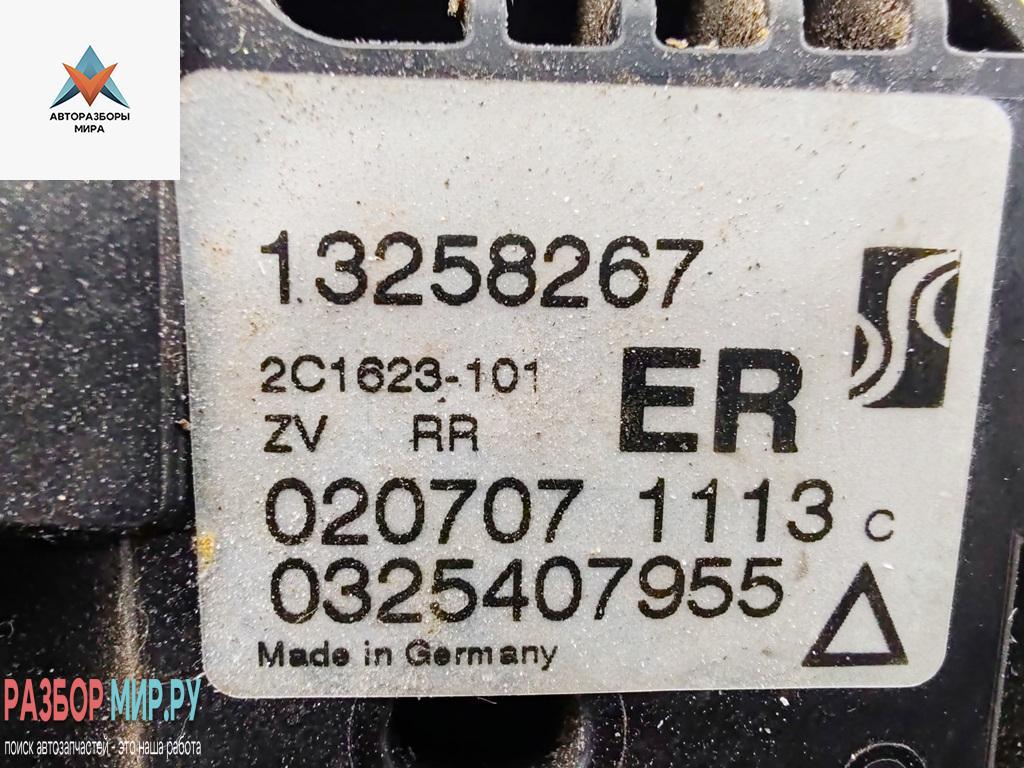 АВТОРАЗБОРЫ
МИРА
13258267
2C1623-101
ER
ZV RR
020707 1113 C
0325407955
Made in Germany
РАЗБОР МИР.РУ
поиск автозапчастей - это наша работа